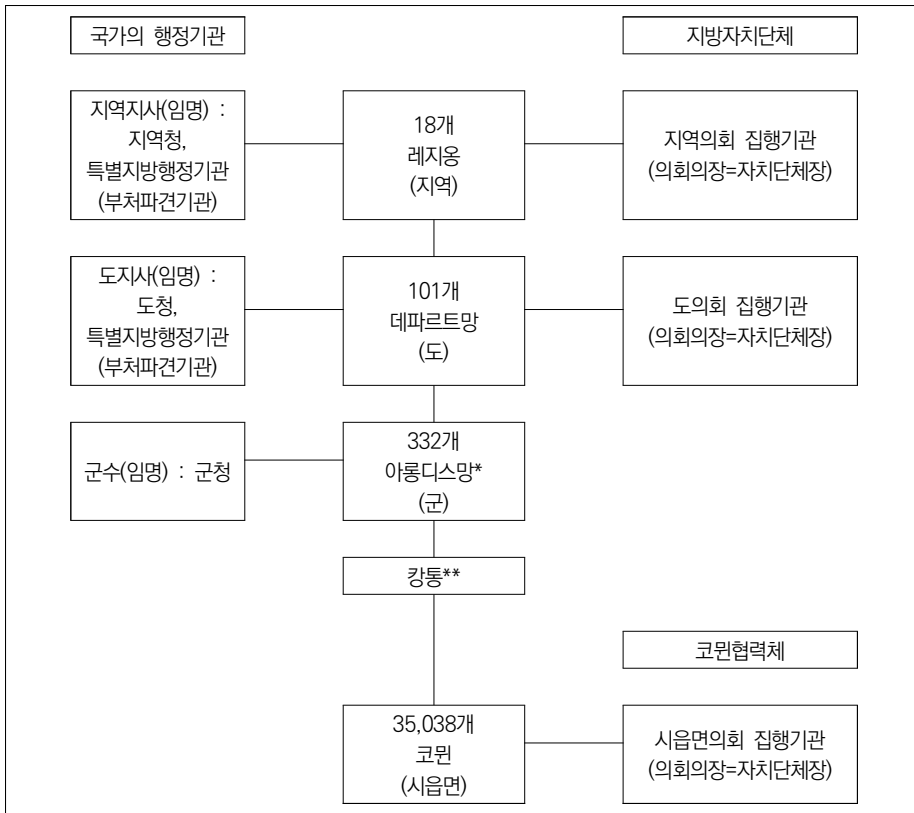 국가의 행정기관
지방자치단체
지역지사(임명) :
지역청,
특별지방행정기관
(부처파견기관)
18개
레지옹
(지역)
지역의회 집행기관
(의회의장=자치단체장)
도지사(임명) :
도청,
특별지방행정기관
(부처파견기관)
101개
데파르트망
(도)
도의회 집행기관
(의회의장=자치단체장)
군수(임명) : 군청
332개
아롱디스망*
(군)
캉통**
코뮌협력체
35,038개
코뮌
(시읍면)
시읍면의회 집행기관
(의회의장=자치단체장)